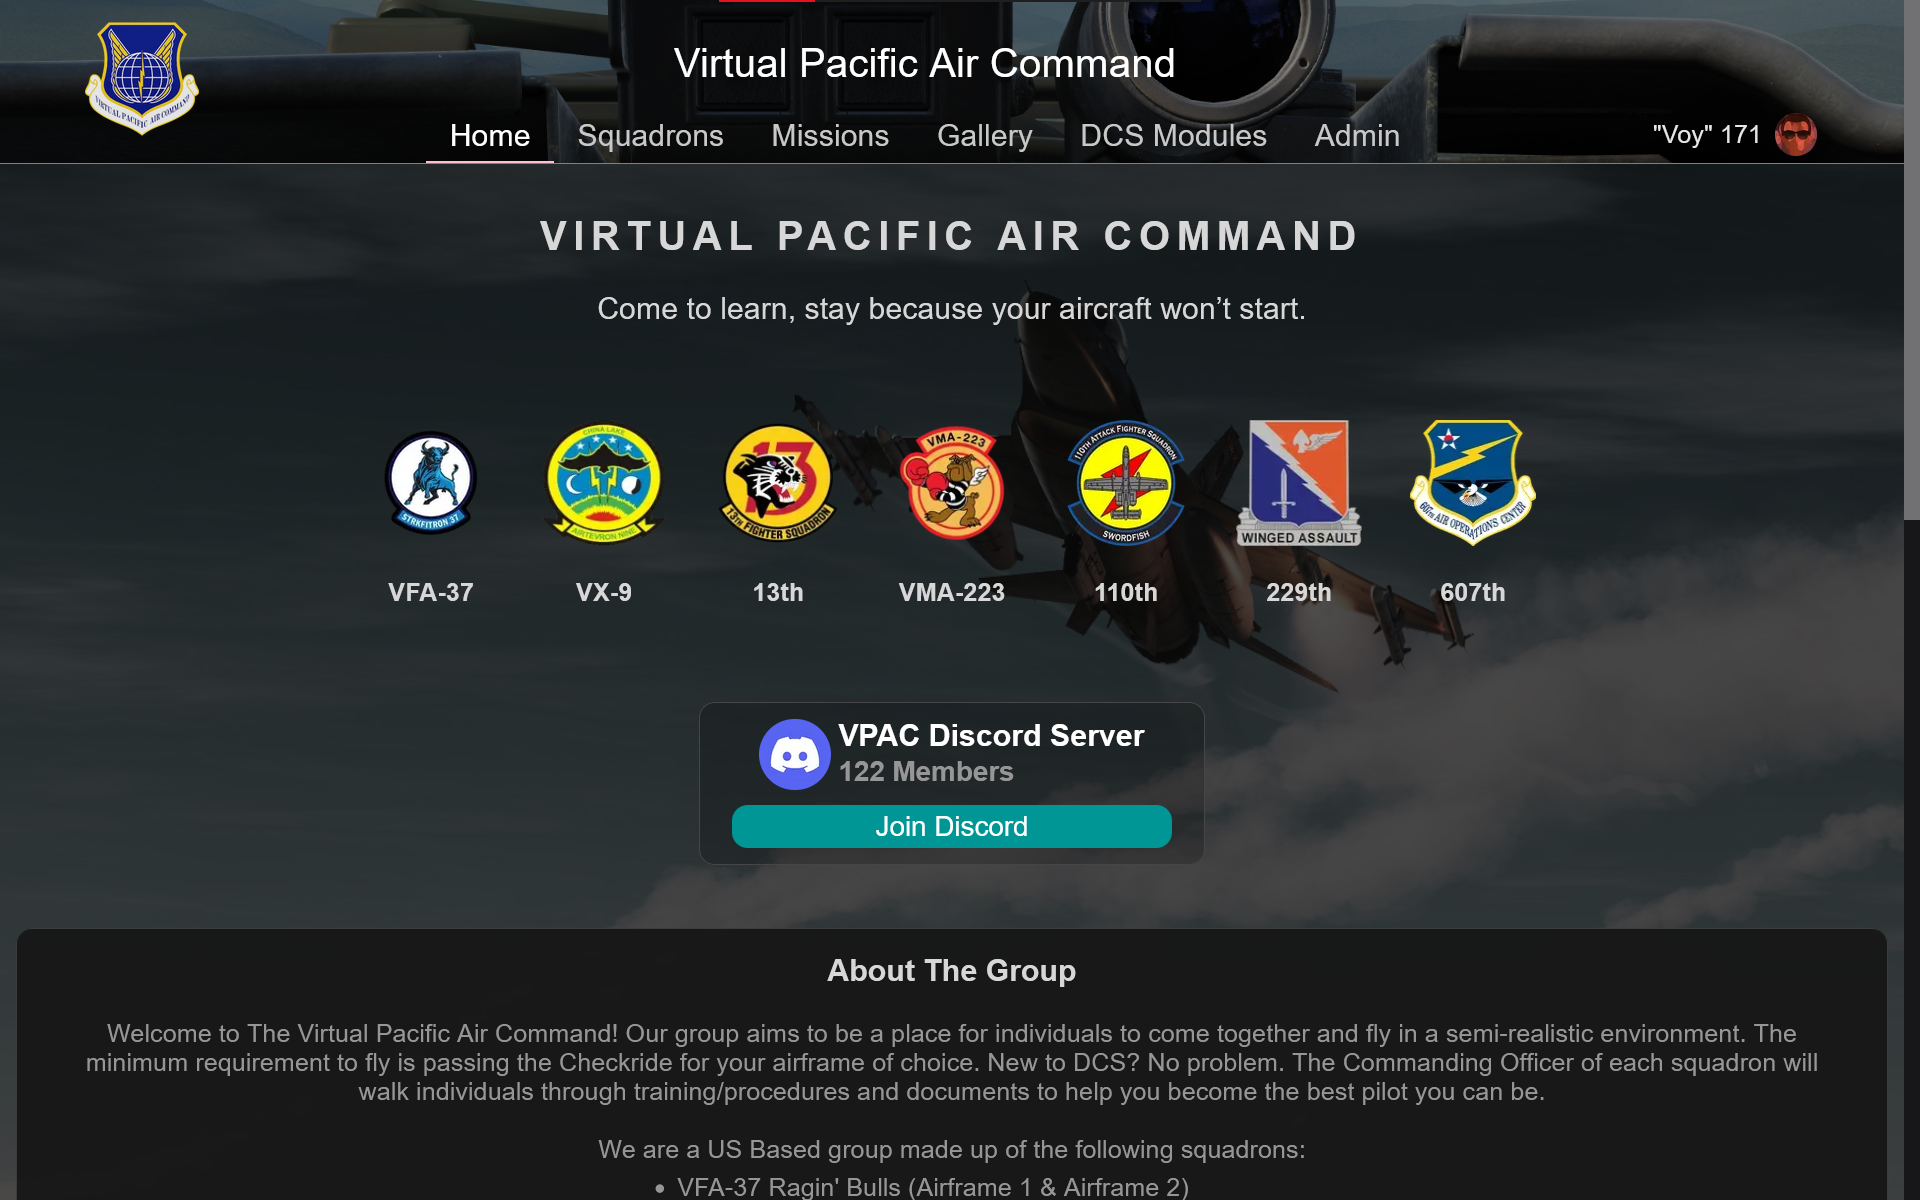 Virtual Pacific Air Command
VIRTUAL PACIFIC AIR COMMAND
Home Squadrons Missions Gallery DCS Modules Admin
"Voy" 171
VIRTUAL PACIFIC AIR COMMAND
Come to learn, stay because your aircraft won’t start.
STRKFITRON 37
CHINA LAKE
AIRTEVRON NINE
13
13TH FIGHTER SQUADRON
VMA-223
110TH ATTACK FIGHTER SQUADRON
SWORDFISH
WINGED ASSAULT
607TH AIR OPERATIONS CENTER
VFA-37 VX-9 13th VMA-223 110th 229th 607th
VPAC Discord Server
122 Members
Join Discord
About The Group
Welcome to The Virtual Pacific Air Command! Our group aims to be a place for individuals to come together and fly in a semi-realistic environment. The
minimum requirement to fly is passing the Checkride for your airframe of choice. New to DCS? No problem. The Commanding Officer of each squadron will
walk individuals through training/procedures and documents to help you become the best pilot you can be.
We are a US Based group made up of the following squadrons:
• VFA-37 Ragin' Bulls (Airframe 1 & Airframe 2)